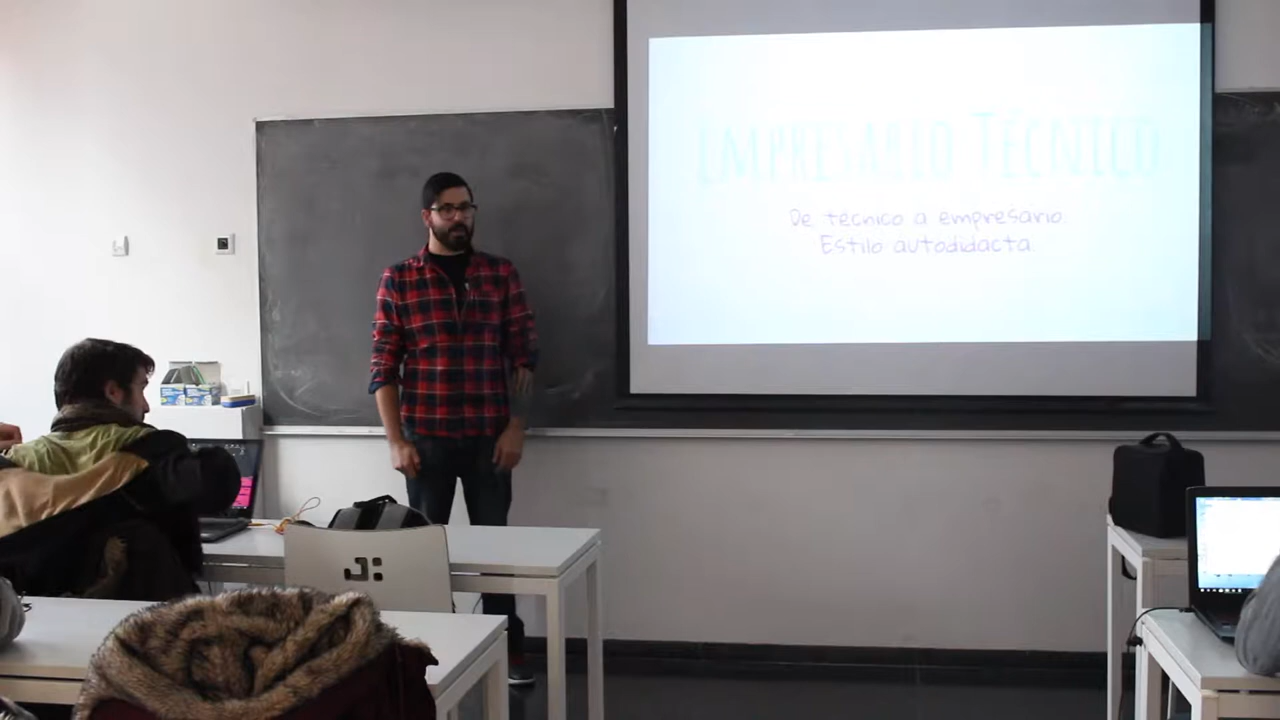 EMPRESARIO TÉCNICO
De técnico a empresario.
Estilo autodidacta.
J: